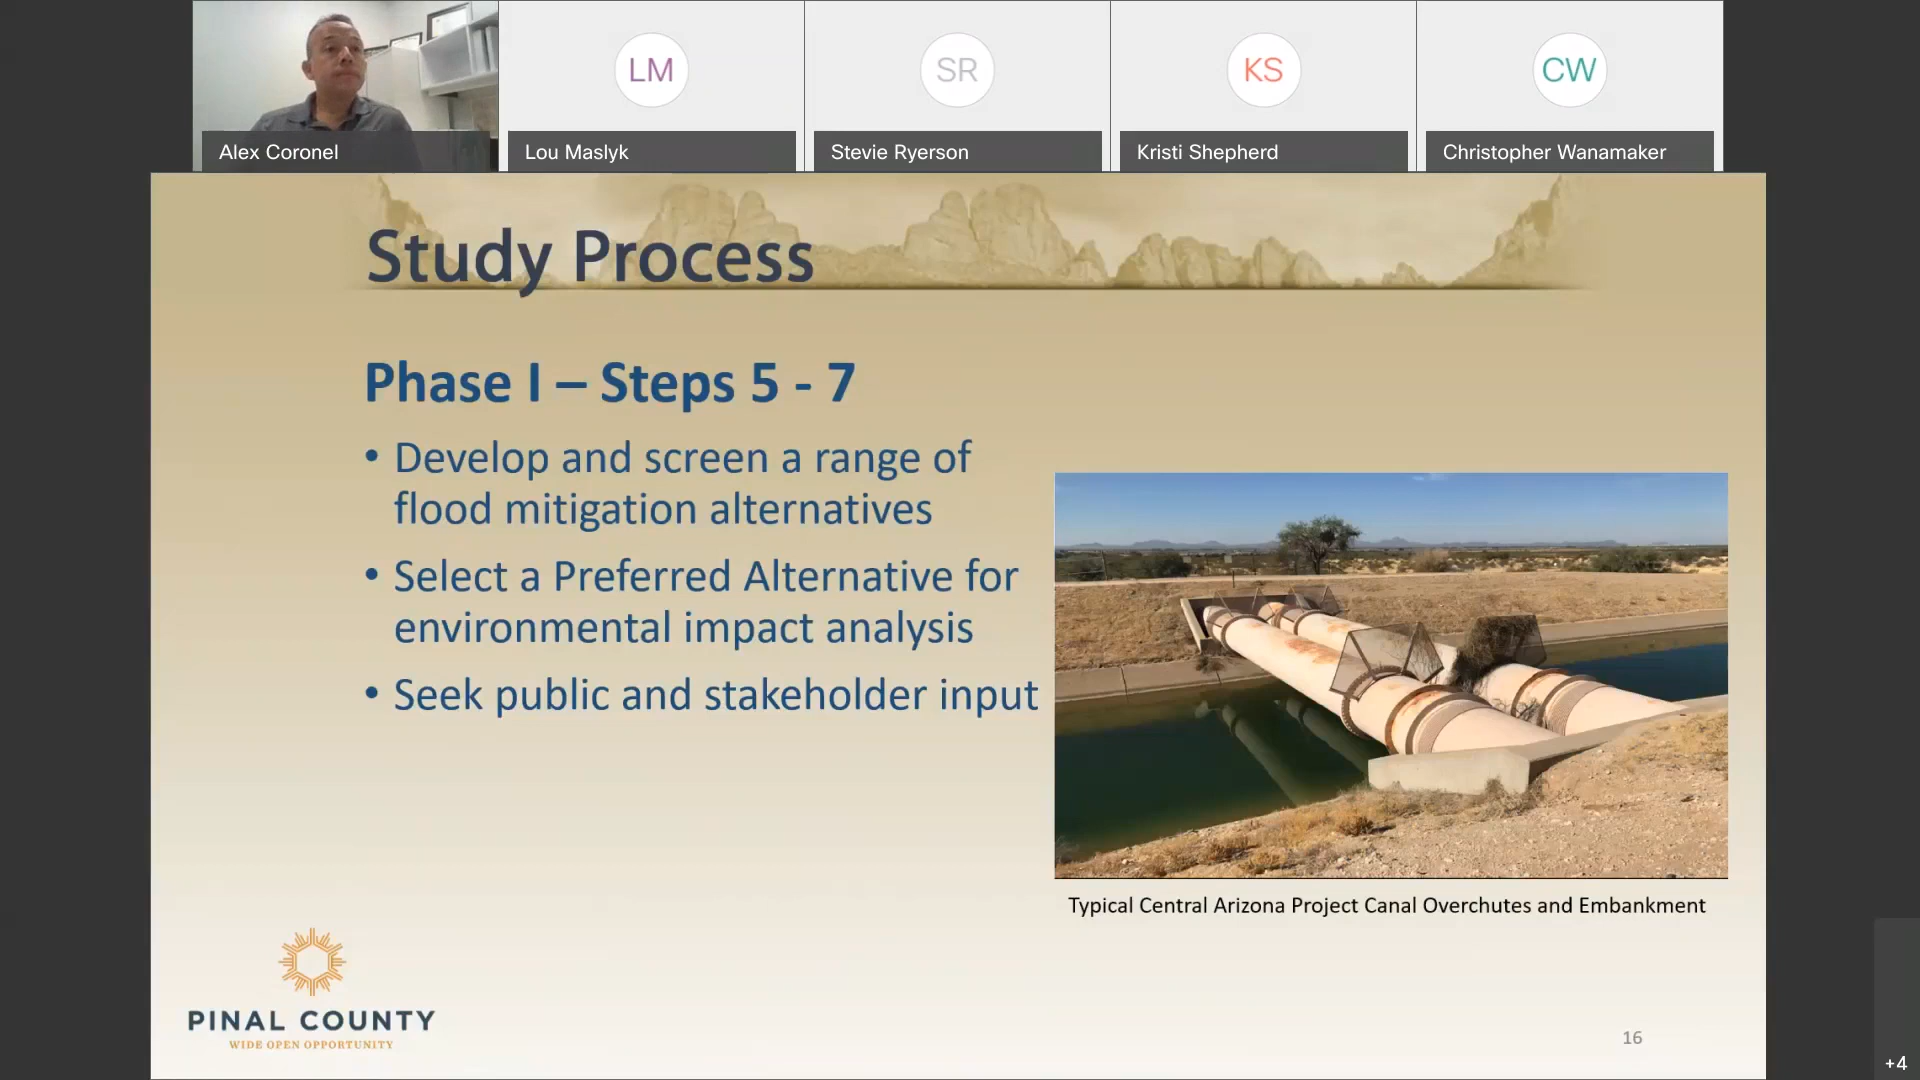 LM
SR
KS
CW
Alex Coronel
Lou Maslyk
Stevie Ryerson
Kristi Shepherd
Christopher Wanamaker
Study Process
Phase I – Steps 5 - 7
• Develop and screen a range of
flood mitigation alternatives
• Select a Preferred Alternative for
environmental impact analysis
• Seek public and stakeholder input
Typical Central Arizona Project Canal Overchutes and Embankment
PINAL COUNTY
WIDE OPEN OPPORTUNITY
16
+4